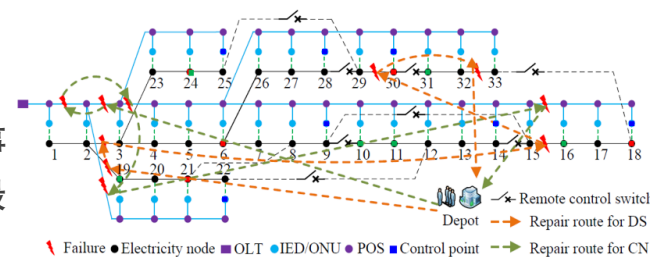 23 24 25 26 27 28 29 30 31 32 33
1 2 3 4 5 6 7 8 9 10 11 12 13 14 15 16 17 18
19 20 21 22
Remote control switch
Depot
Repair route for DS
Failure Electricity node OLT IED/ONU POS Control point Repair route for CN